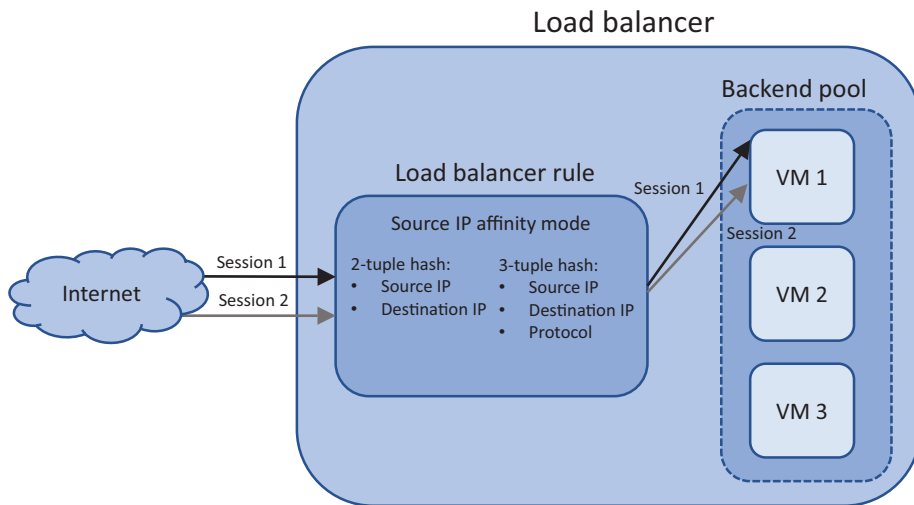 Load balancer
Backend pool
Load balancer rule
Source IP affinity mode
2-tuple hash:
• Source IP
• Destination IP
3-tuple hash:
• Source IP
• Destination IP
• Protocol
Internet
Session 1
Session 2
Session 1
Session 2
VM 1
VM 2
VM 3